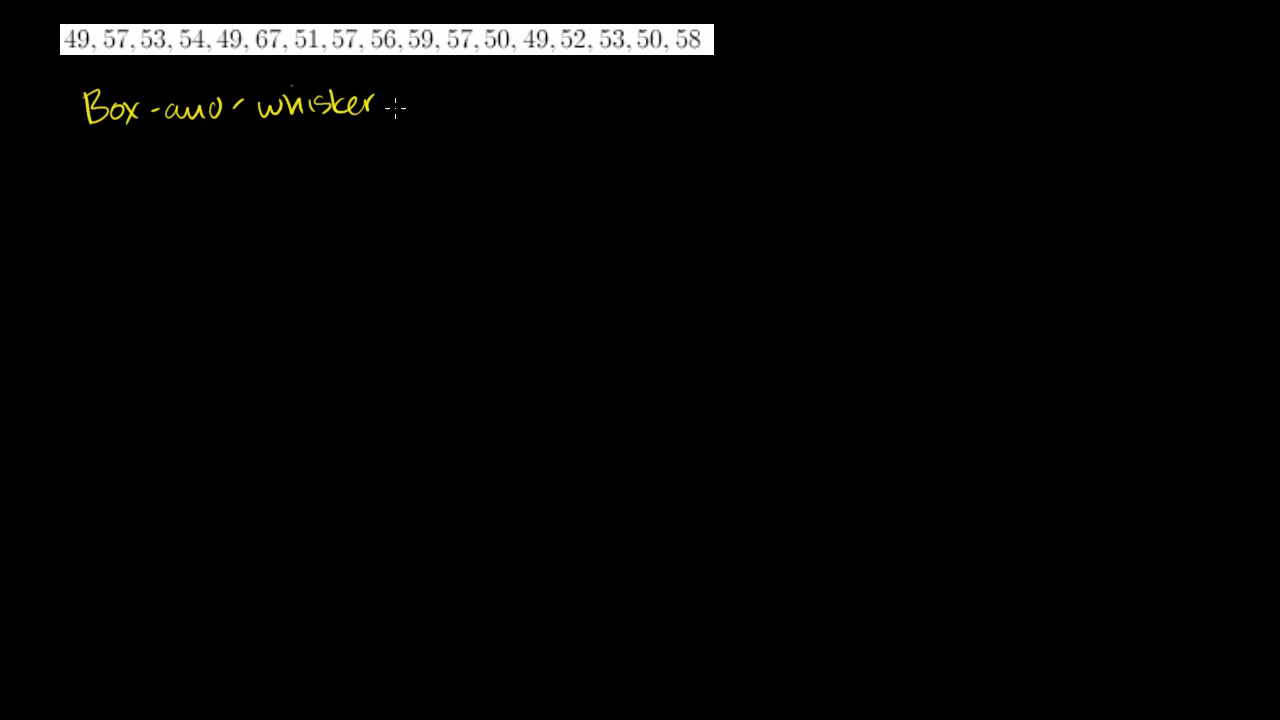 49, 57, 53, 54, 49, 67, 51, 57, 56, 59, 57, 50, 49, 52, 53, 50, 58
Box-and-whisker